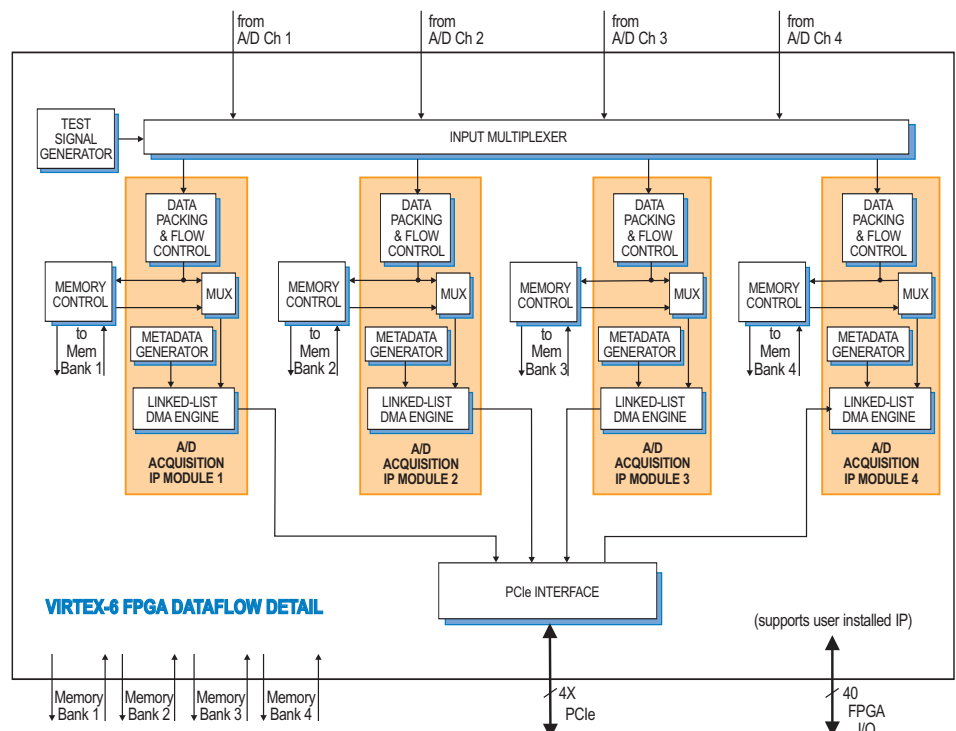 from
A/D Ch 1
from
A/D Ch 2
from
A/D Ch 3
from
A/D Ch 4
TEST
SIGNAL
GENERATOR
INPUT MULTIPLEXER
DATA
PACKING
& FLOW
CONTROL
DATA
PACKING
& FLOW
CONTROL
DATA
PACKING
& FLOW
CONTROL
DATA
PACKING
& FLOW
CONTROL
MEMORY
CONTROL
MUX
MEMORY
CONTROL
MUX
MEMORY
CONTROL
MUX
MEMORY
CONTROL
MUX
to
Mem
Bank 1
METADATA
GENERATOR
to
Mem
Bank 2
METADATA
GENERATOR
to
Mem
Bank 3
METADATA
GENERATOR
to
Mem
Bank 4
METADATA
GENERATOR
LINKED-LIST
DMA ENGINE
LINKED-LIST
DMA ENGINE
LINKED-LIST
DMA ENGINE
LINKED-LIST
DMA ENGINE
A/D
ACQUISITION
IP MODULE 1
A/D
ACQUISITION
IP MODULE 2
A/D
ACQUISITION
IP MODULE 3
A/D
ACQUISITION
IP MODULE 4
PCIe INTERFACE
VIRTEX-6 FPGA DATAFLOW DETAIL
(supports user installed IP)
Memory
Bank 1
Memory
Bank 2
Memory
Bank 3
Memory
Bank 4
4X
PCIe
40
FPGA
I/O